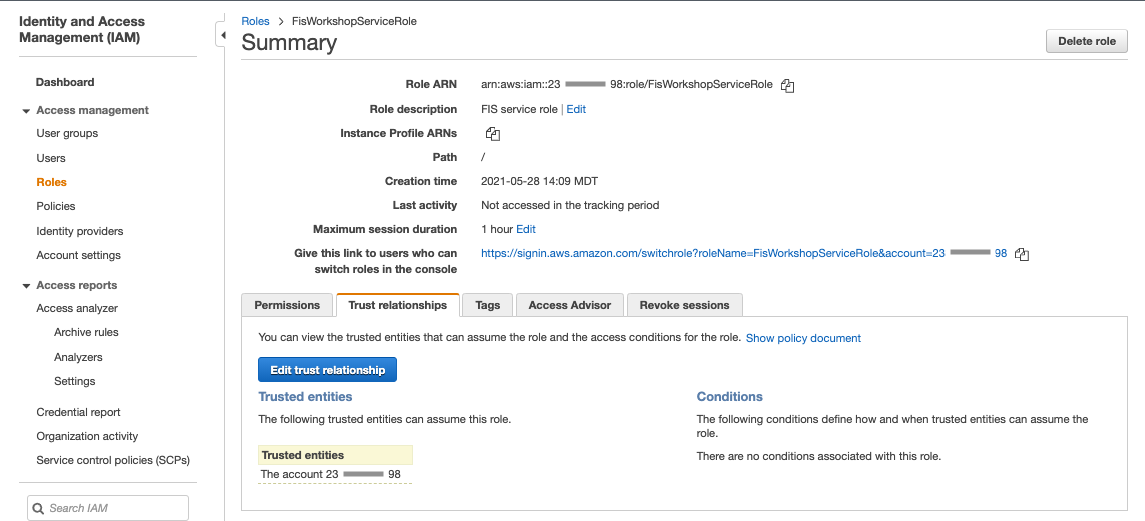 Identity and Access
Management (IAM)
Dashboard
Access management
User groups
Users
Roles
Policies
Identity providers
Account settings
Access reports
Access analyzer
Archive rules
Analyzers
Settings
Credential report
Organization activity
Service control policies (SCPs)
Search IAM
Roles > FisWorkshopServiceRole
Summary
Delete role
Role ARN arn:aws:iam::23 98:role/FisWorkshopServiceRole
Role description FIS service role | Edit
Instance Profile ARNs
Path /
Creation time 2021-05-28 14:09 MDT
Last activity Not accessed in the tracking period
Maximum session duration 1 hour Edit
Give this link to users who can https://signin.aws.amazon.com/switchrole?roleName=FisWorkshopServiceRole&account=23 98
switch roles in the console
Permissions Trust relationships Tags Access Advisor Revoke sessions
You can view the trusted entities that can assume the role and the access conditions for the role. Show policy document
Edit trust relationship
Trusted entities
The following trusted entities can assume this role.
Trusted entities
The account 23 98
Conditions
The following conditions define how and when trusted entities can assume the
role.
There are no conditions associated with this role.